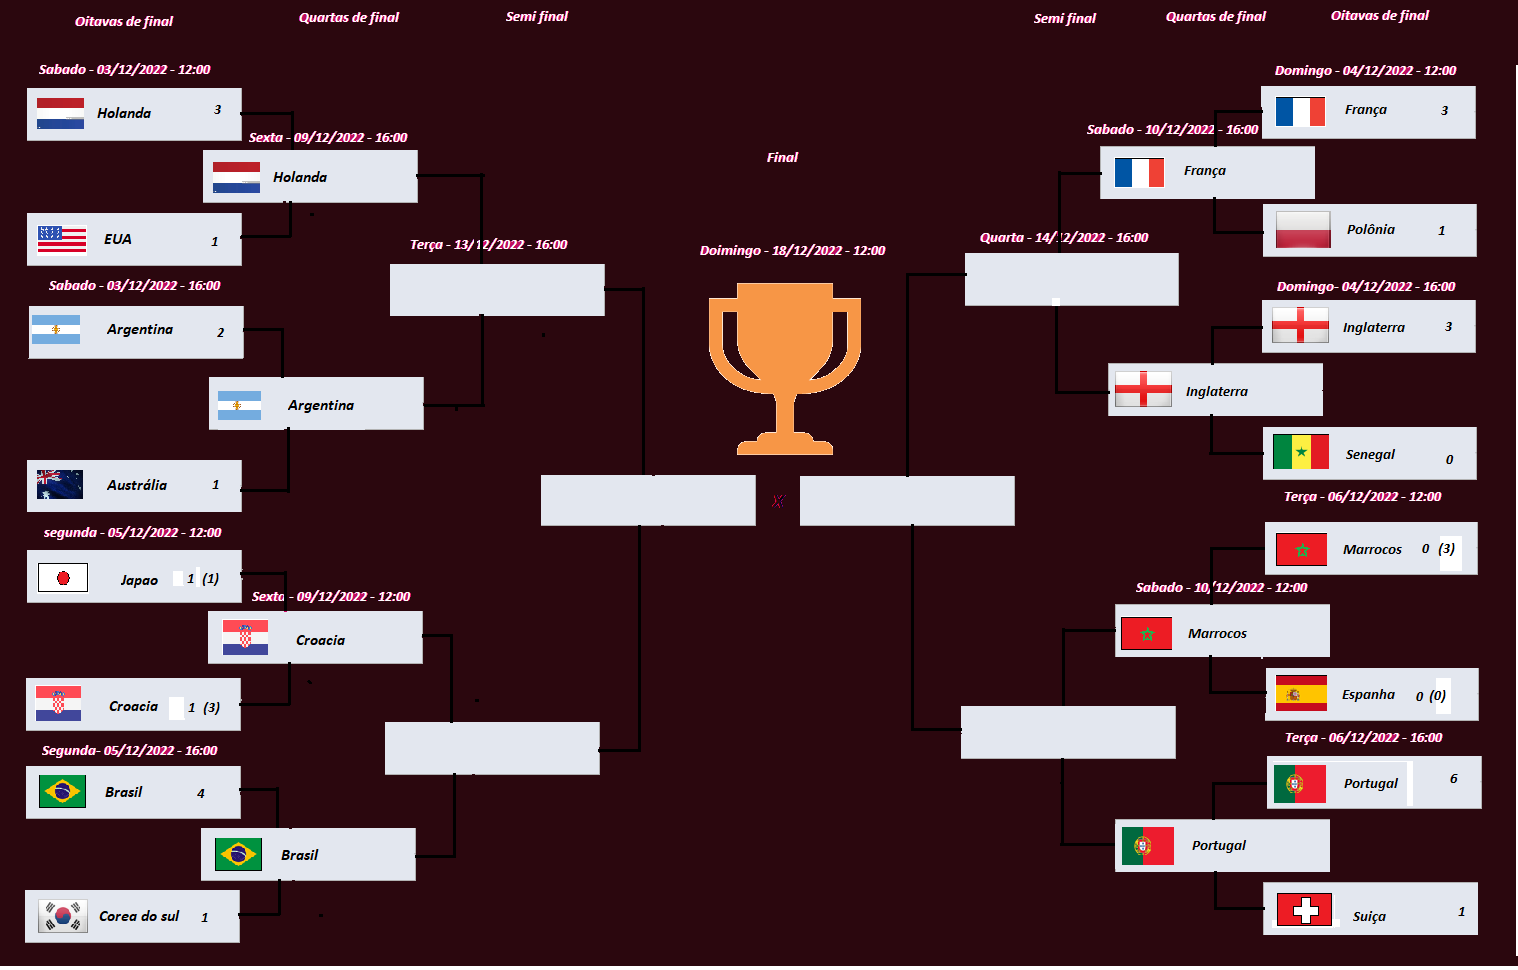 Oitavas de final
Quartas de final
Semi final
Semi final
Quartas de final
Oitavas de final
Sabado - 03/12/2022 - 12:00
Holanda 3
Sexta - 09/12/2022 - 16:00
Holanda
EUA 1
Terça - 13/12/2022 - 16:00
Sabado - 03/12/2022 - 16:00
Argentina 2
Argentina
Austrália 1
segunda - 05/12/2022 - 12:00
Japao 1 (1)
Sexta - 09/12/2022 - 12:00
Croacia
Croacia 1 (3)
Segunda- 05/12/2022 - 16:00
Brasil 4
Brasil
Corea do sul 1
Final
Doimingo - 18/12/2022 - 12:00
X
Domingo - 04/12/2022 - 12:00
França 3
Sabado - 10/12/2022 - 16:00
França
Polônia 1
Quarta - 14/12/2022 - 16:00
Domingo- 04/12/2022 - 16:00
Inglaterra 3
Inglaterra
Senegal 0
Terça - 06/12/2022 - 12:00
Marrocos 0 (3)
Sabado - 10/12/2022 - 12:00
Marrocos
Espanha 0 (0)
Terça - 06/12/2022 - 16:00
Portugal 6
Portugal
Suiça 1